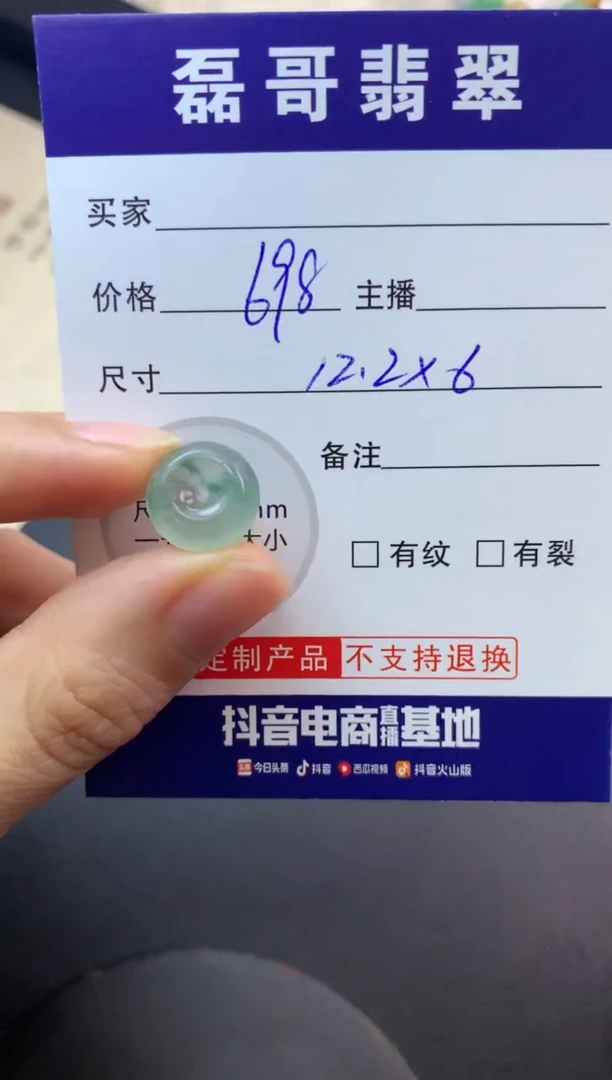 磊哥翡翠
买家
价格 698 主播
尺寸 12.2×6
备注
mm
大小
有纹 有裂
定制产品 不支持退换
抖音电商直播基地
今日头条 抖音 西瓜视频 抖音火山版